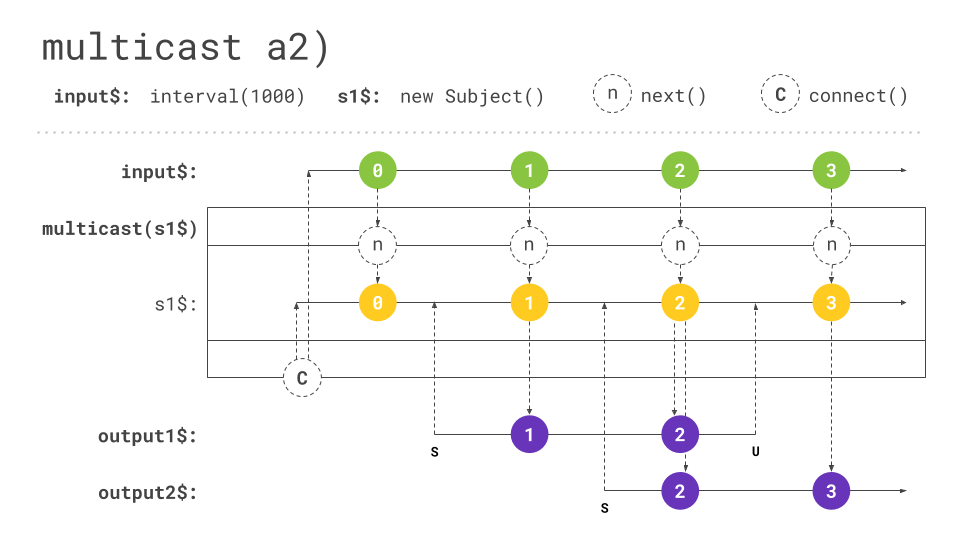 multicast a2)
input$: interval(1000) s1$: new Subject() n next() C connect()
input$: 0 1 2 3
multicast(s1$)
n n n n
s1$: 0 1 2 3
C
output1$: 1 2
S U
output2$: 2 3
S